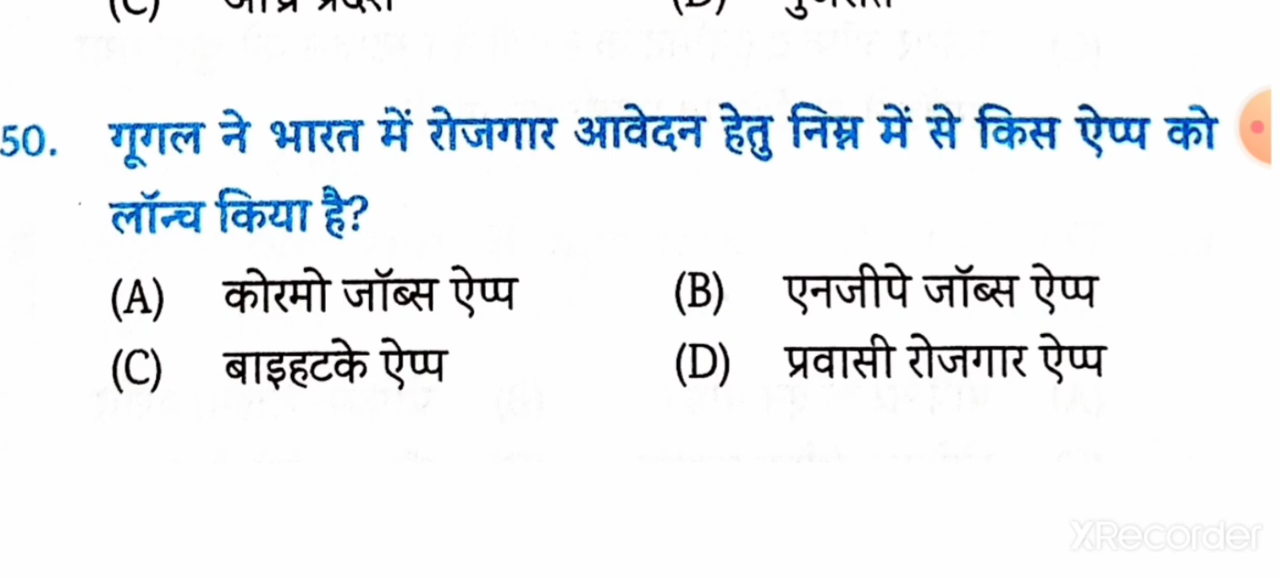 50. गूगल ने भारत में रोजगार आवेदन हेतु निम्न में से किस ऐप्प को
लॉन्च किया है?
(A) कोरमो जॉब्स ऐप्प (B) एनजीपे जॉब्स ऐप्प
(C) बाइहटके ऐप्प (D) प्रवासी रोजगार ऐप्प
XRecorder